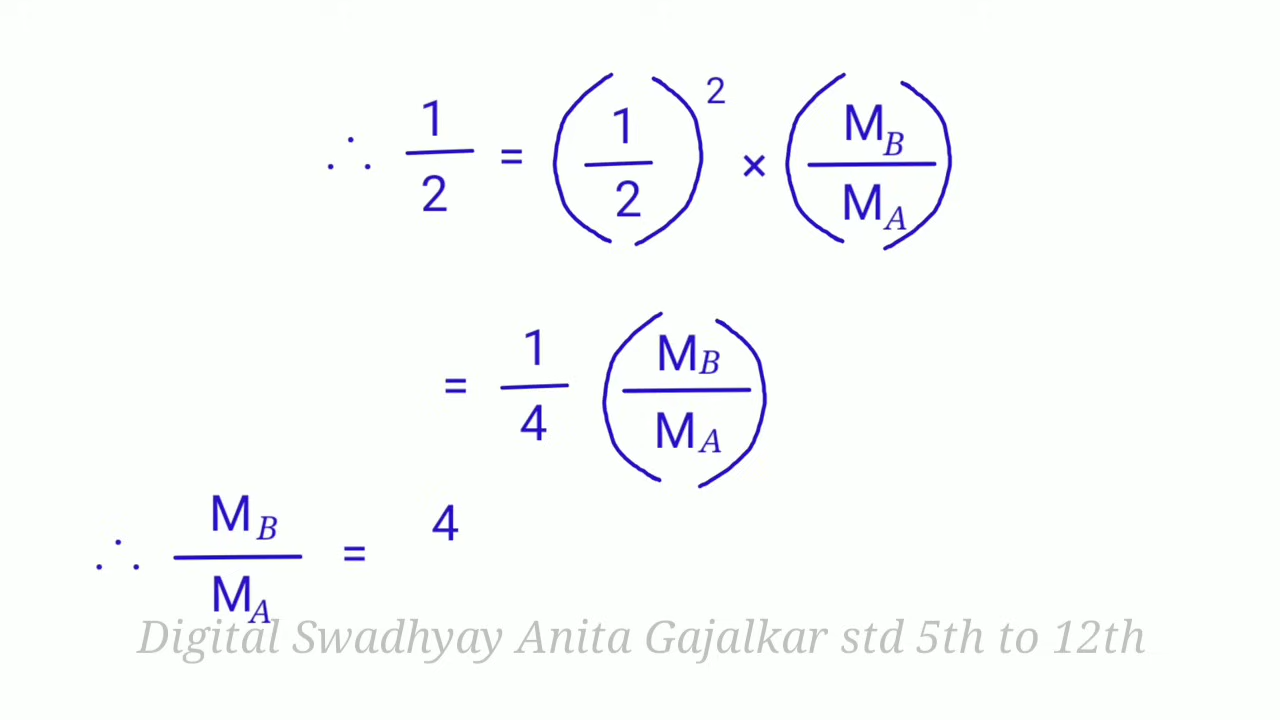 ∴ 1/2 = (1/2)² × (M_B/M_A)
= 1/4 (M_B/M_A)
∴ M_B/M_A = 4
Digital Swadhyay Anita Gajalkar std 5th to 12th